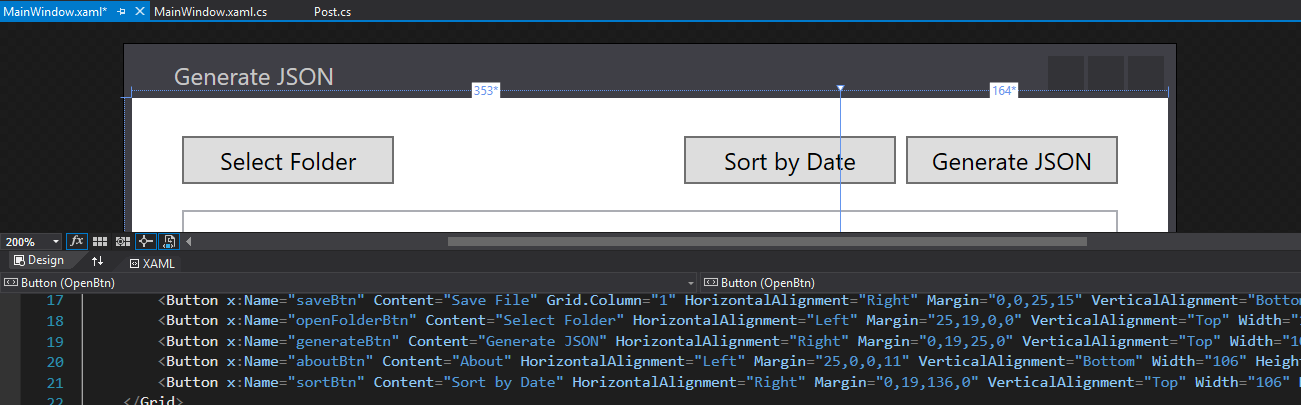 MainWindow.xaml* MainWindow.xaml.cs Post.cs
Generate JSON
353* 164*
Select Folder Sort by Date Generate JSON
200% fx
Design XAML
Button (OpenBtn) Button (OpenBtn)
17 <Button x:Name="saveBtn" Content="Save File" Grid.Column="1" HorizontalAlignment="Right" Margin="0,0,25,15" VerticalAlignment="Bottom
18 <Button x:Name="openFolderBtn" Content="Select Folder" HorizontalAlignment="Left" Margin="25,19,0,0" VerticalAlignment="Top" Width="
19 <Button x:Name="generateBtn" Content="Generate JSON" HorizontalAlignment="Right" Margin="0,19,25,0" VerticalAlignment="Top" Width="1
20 <Button x:Name="aboutBtn" Content="About" HorizontalAlignment="Left" Margin="25,0,0,11" VerticalAlignment="Bottom" Width="106" Heigh
21 <Button x:Name="sortBtn" Content="Sort by Date" HorizontalAlignment="Right" Margin="0,19,136,0" VerticalAlignment="Top" Width="106"
22 </Grid>